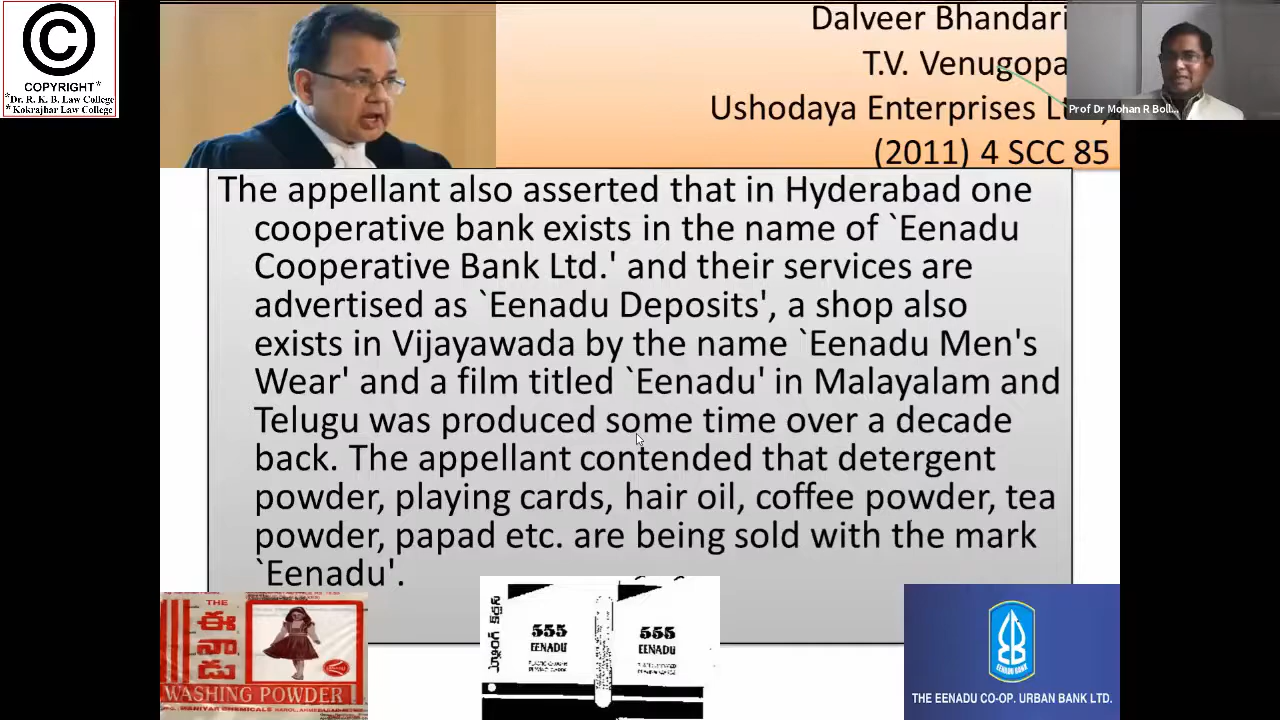 COPYRIGHT*
*Dr. R. K. B. Law College
*Kokrajhar Law College
Dalveer Bhandari
T.V. Venugopa
Ushodaya Enterprises L
(2011) 4 SCC 85
Prof Dr Mohan R Boll...
The appellant also asserted that in Hyderabad one
cooperative bank exists in the name of `Eenadu
Cooperative Bank Ltd.' and their services are
advertised as `Eenadu Deposits', a shop also
exists in Vijayawada by the name `Eenadu Men's
Wear' and a film titled `Eenadu' in Malayalam and
Telugu was produced some time over a decade
back. The appellant contended that detergent
powder, playing cards, hair oil, coffee powder, tea
powder, papad etc. are being sold with the mark
`Eenadu'.
THE
ఈ
నా
డు
WASHING POWDER
555
EENADU
555
EENADU
EENADU BANK
THE EENADU CO-OP. URBAN BANK LTD.